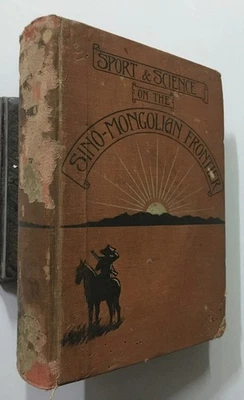 SPORT & SCIENCE
ON THE
SINO-MONGOLIAN FRONTIER